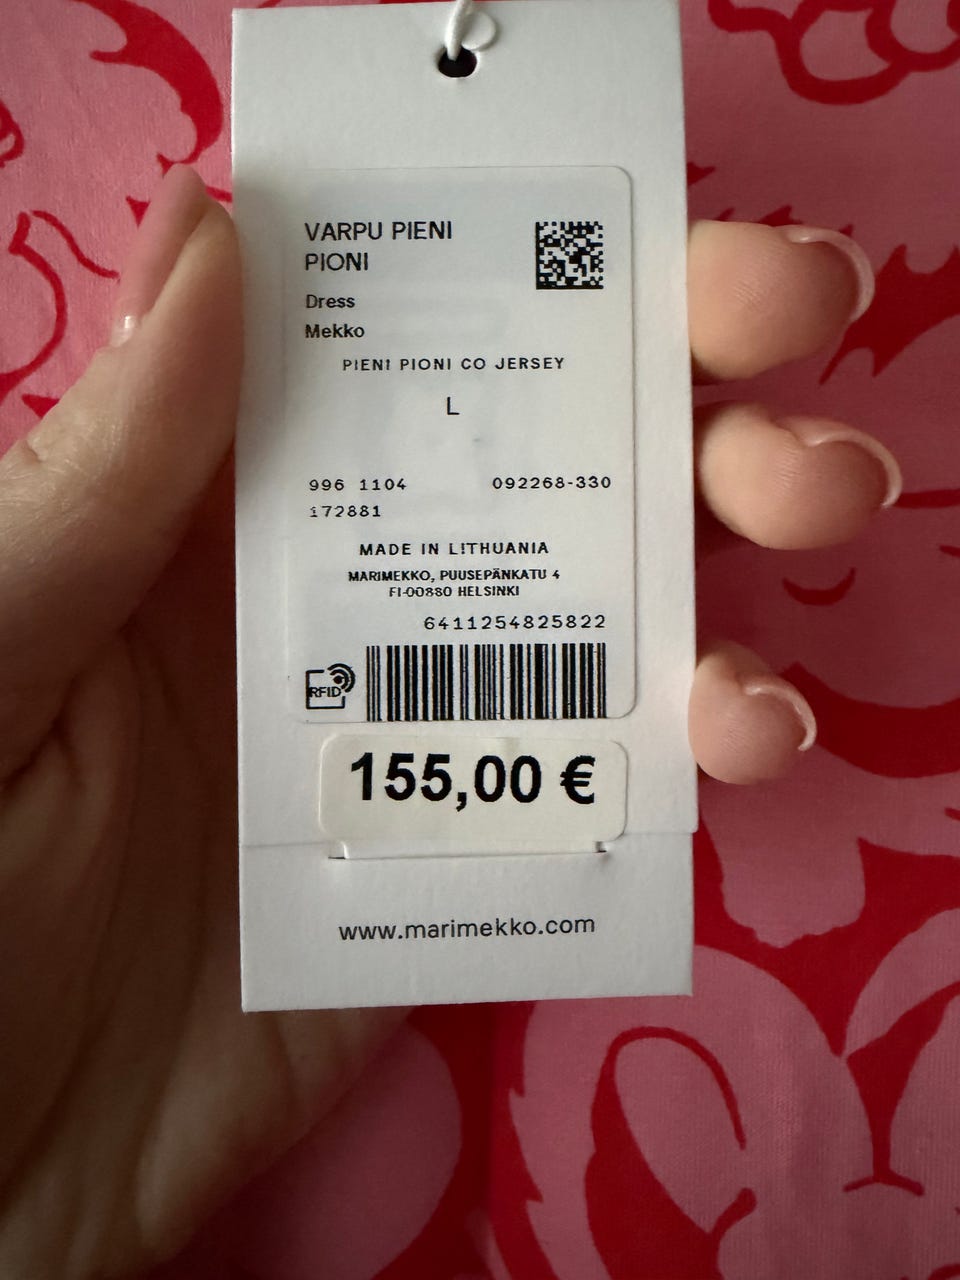 VARPU PIENI
PIONI
Dress
Mekko
PIENI PIONI CO JERSEY
L
996 1104 092268-330
172881
MADE IN LITHUANIA
MARIMEKKO, PUUSEPÄNKATU 4
FI-00880 HELSINKI
6411254825822
RFID
155,00 €
www.marimekko.com